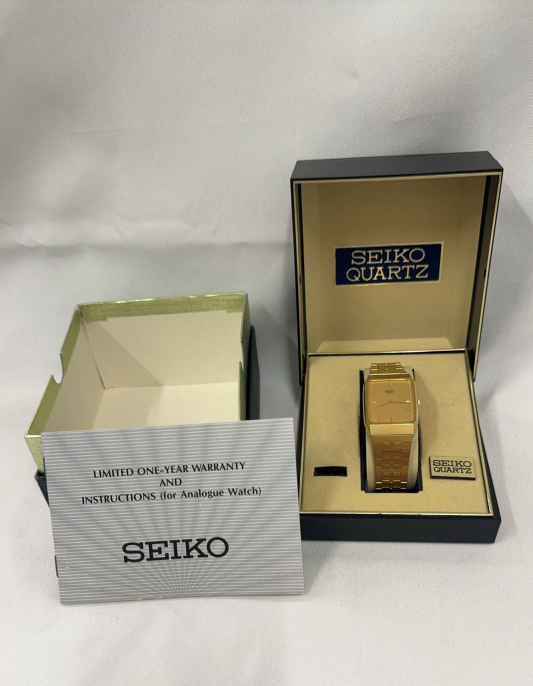 SEIKO
QUARTZ
SEIKO
QUARTZ
LIMITED ONE-YEAR WARRANTY
AND
INSTRUCTIONS (for Analogue Watch)
SEIKO